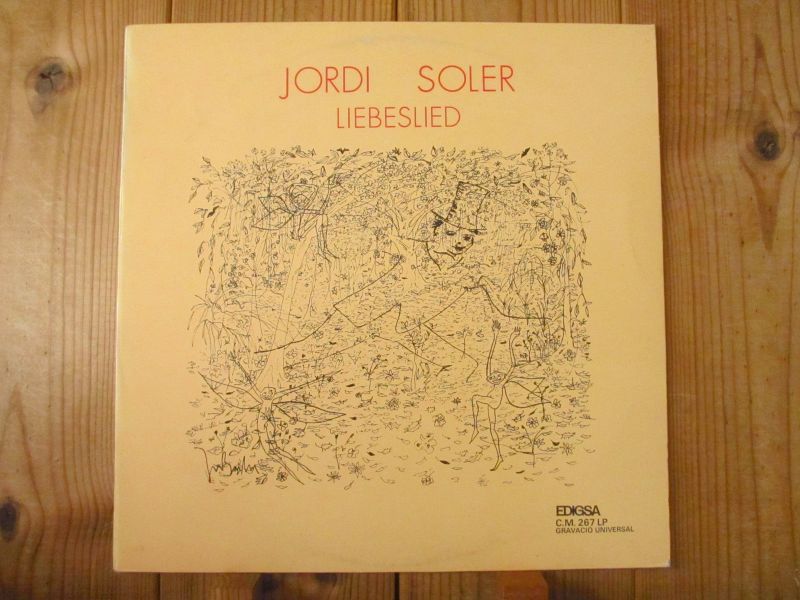 JORDI SOLER
LIEBESLIED
EDIGSA
C.M. 267 LP
GRAVACIÓ UNIVERSAL